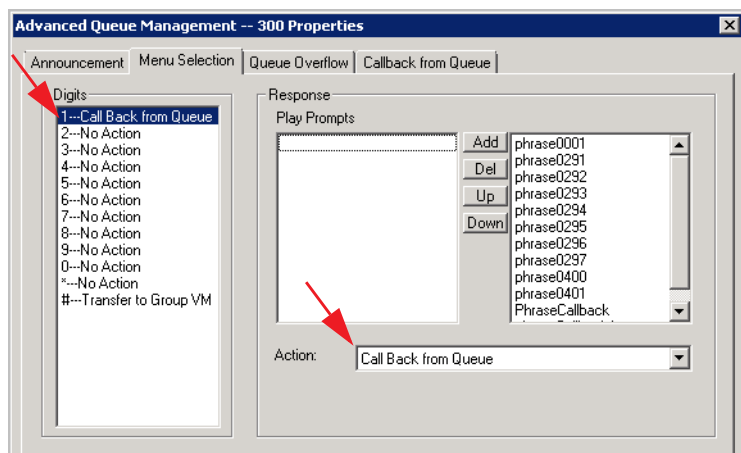 Advanced Queue Management -- 300 Properties
Announcement Menu Selection Queue Overflow Callback from Queue
Digits
1---Call Back from Queue
2---No Action
3---No Action
4---No Action
5---No Action
6---No Action
7---No Action
8---No Action
9---No Action
0---No Action
*---No Action
#---Transfer to Group VM
Response
Play Prompts
Add
Del
Up
Down
phrase0001
phrase0291
phrase0292
phrase0293
phrase0294
phrase0295
phrase0296
phrase0297
phrase0400
phrase0401
PhraseCallback
Action:
Call Back from Queue